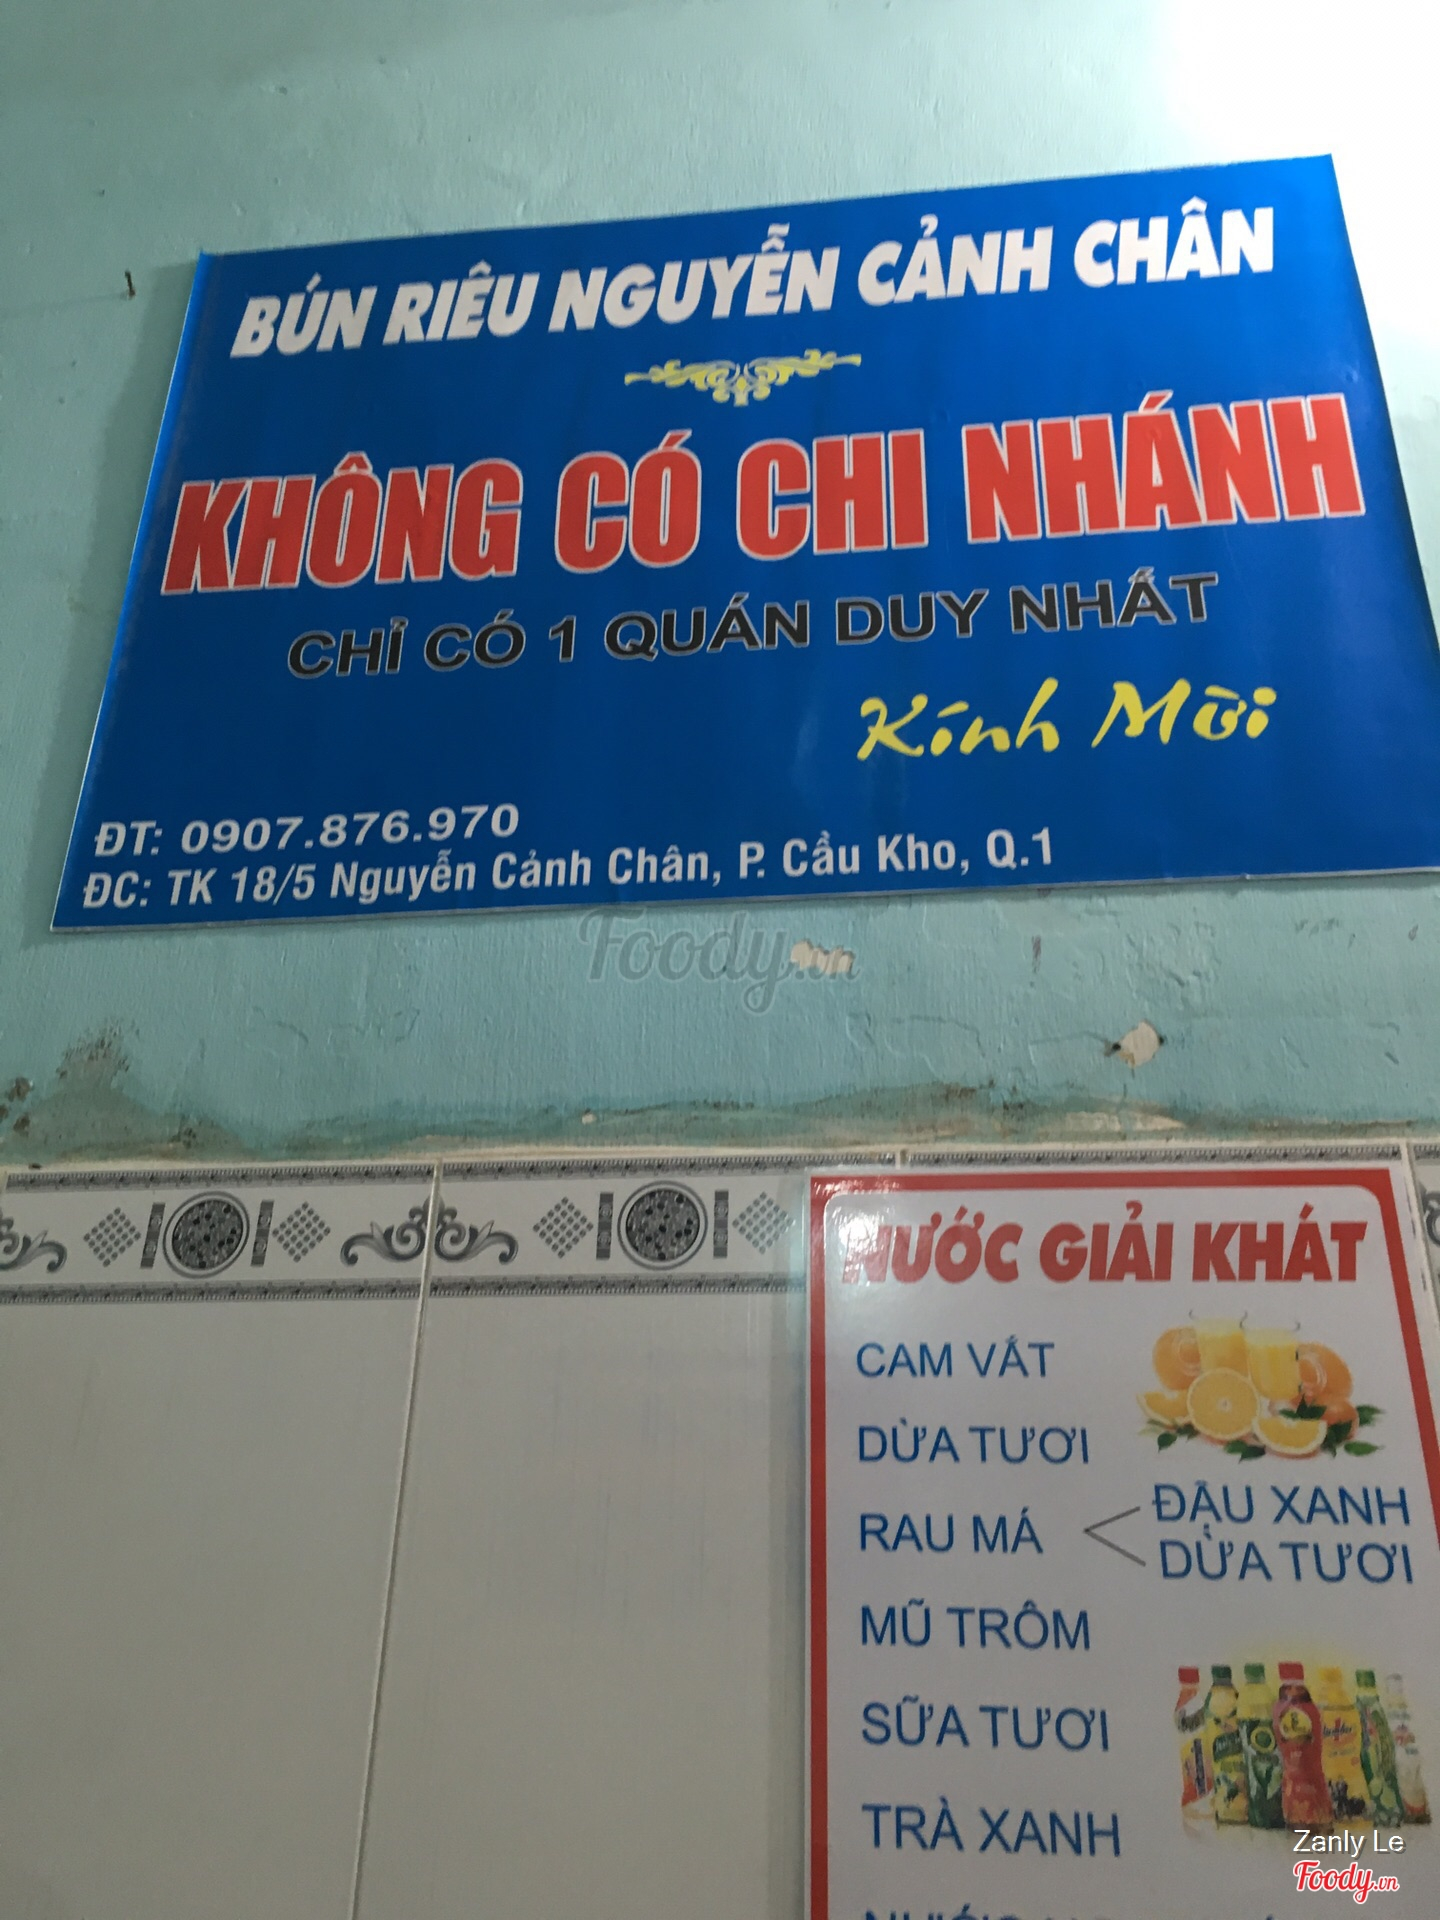 BÚN RIÊU NGUYỄN CẢNH CHÂN
KHÔNG CÓ CHI NHÁNH
CHỈ CÓ 1 QUÁN DUY NHẤT
Kính Mời
ĐT: 0907.876.970
ĐC: TK 18/5 Nguyễn Cảnh Chân, P. Cầu Kho, Q.1
Foody.vn
NƯỚC GIẢI KHÁT
CAM VẮT
DỪA TƯƠI
RAU MÁ
ĐẬU XANH
DỪA TƯƠI
MŨ TRÔM
SỮA TƯƠI
TRÀ XANH
Zanly Le
Foody.vn